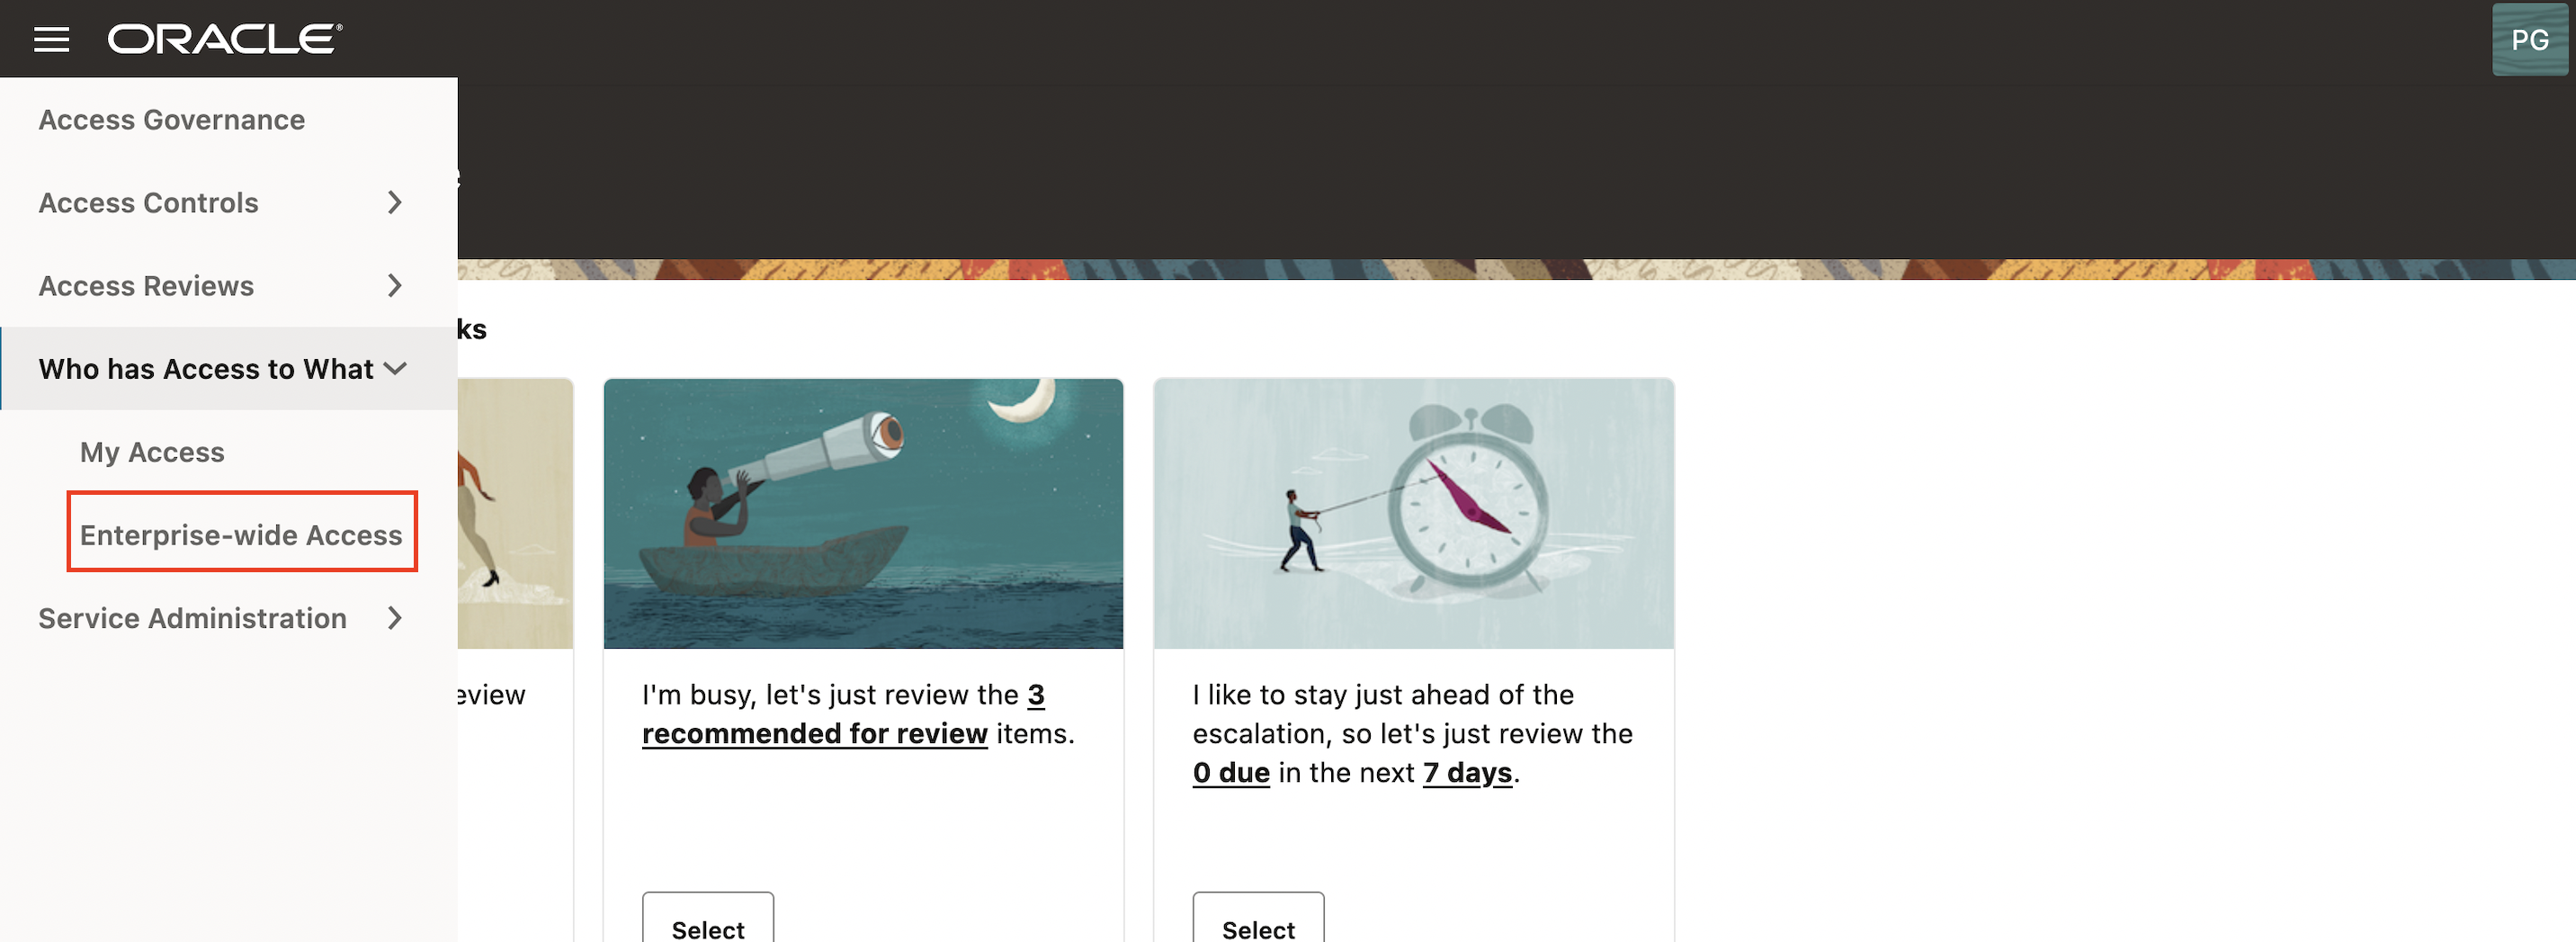 ORACLE
PG
Access Governance
Access Controls
Access Reviews
Who has Access to What
My Access
Enterprise-wide Access
Service Administration
ks
eview
I'm busy, let's just review the 3
recommended for review items.
Select
I like to stay just ahead of the
escalation, so let's just review the
0 due in the next 7 days.
Select